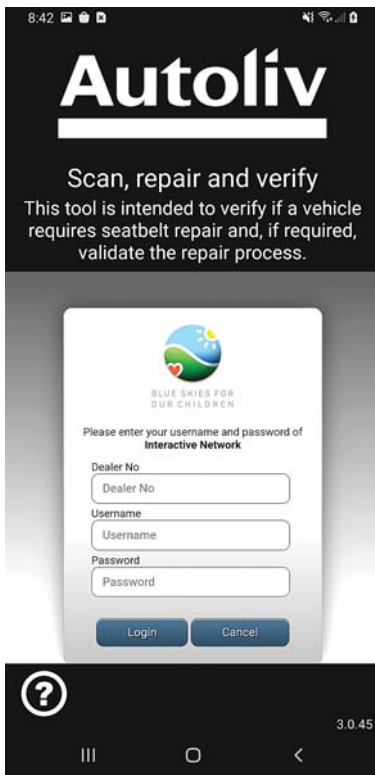 8:42
Autoliv
Scan, repair and verify
This tool is intended to verify if a vehicle
requires seatbelt repair and, if required,
validate the repair process.
BLUE SKIES FOR
OUR CHILDREN
Please enter your username and password of
Interactive Network
Dealer No
Dealer No
Username
Username
Password
Password
Login Cancel
?
3.0.45